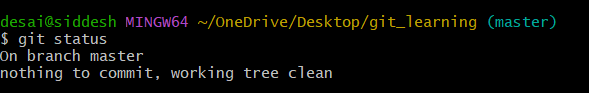 desai@siddesh MINGW64 ~/OneDrive/Desktop/git_learning (master)
$ git status
On branch master
nothing to commit, working tree clean